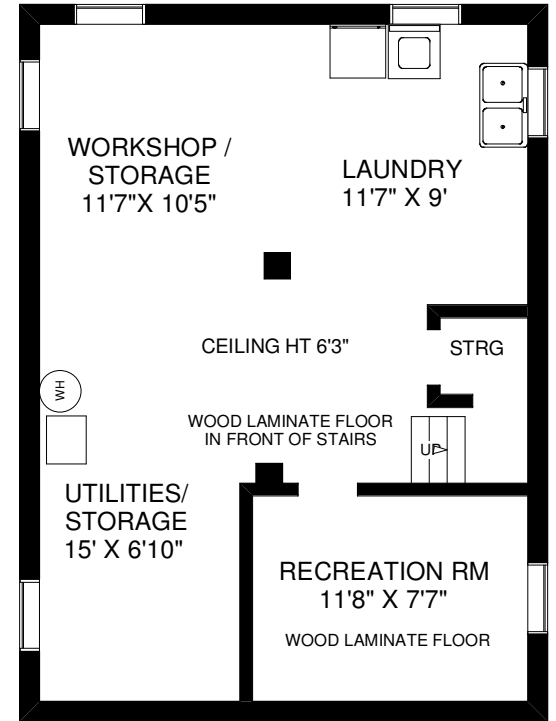 WORKSHOP /
STORAGE
11'7"X 10'5"
LAUNDRY
11'7" X 9'
CEILING HT 6'3"
STRG
WH
WOOD LAMINATE FLOOR
IN FRONT OF STAIRS
UP
UTILITIES/
STORAGE
15' X 6'10"
RECREATION RM
11'8" X 7'7"
WOOD LAMINATE FLOOR